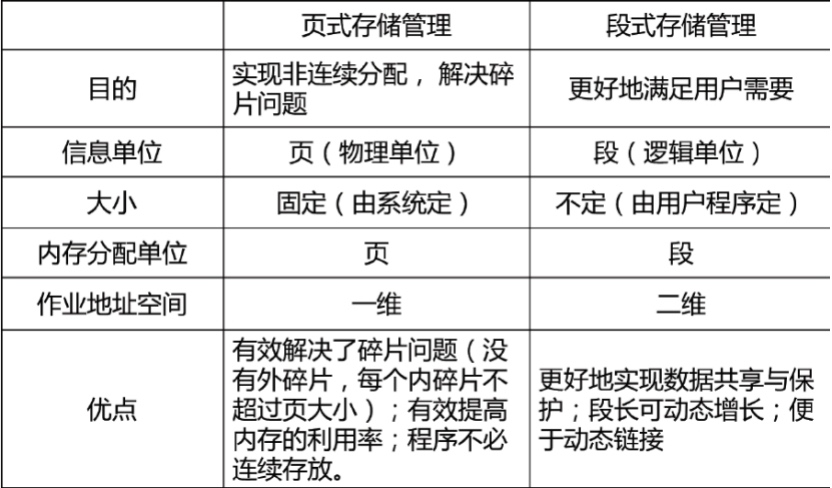 页式存储管理 段式存储管理
目的 实现非连续分配， 解决碎片问题 更好地满足用户需要
信息单位 页（物理单位） 段（逻辑单位）
大小 固定（由系统定） 不定（由用户程序定）
内存分配单位 页 段
作业地址空间 一维 二维
优点
有效解决了碎片问题（没
有外碎片，每个内碎片不
超过页大小）；有效提高
内存的利用率；程序不必
连续存放。
更好地实现数据共享与保
护；段长可动态增长；便
于动态链接